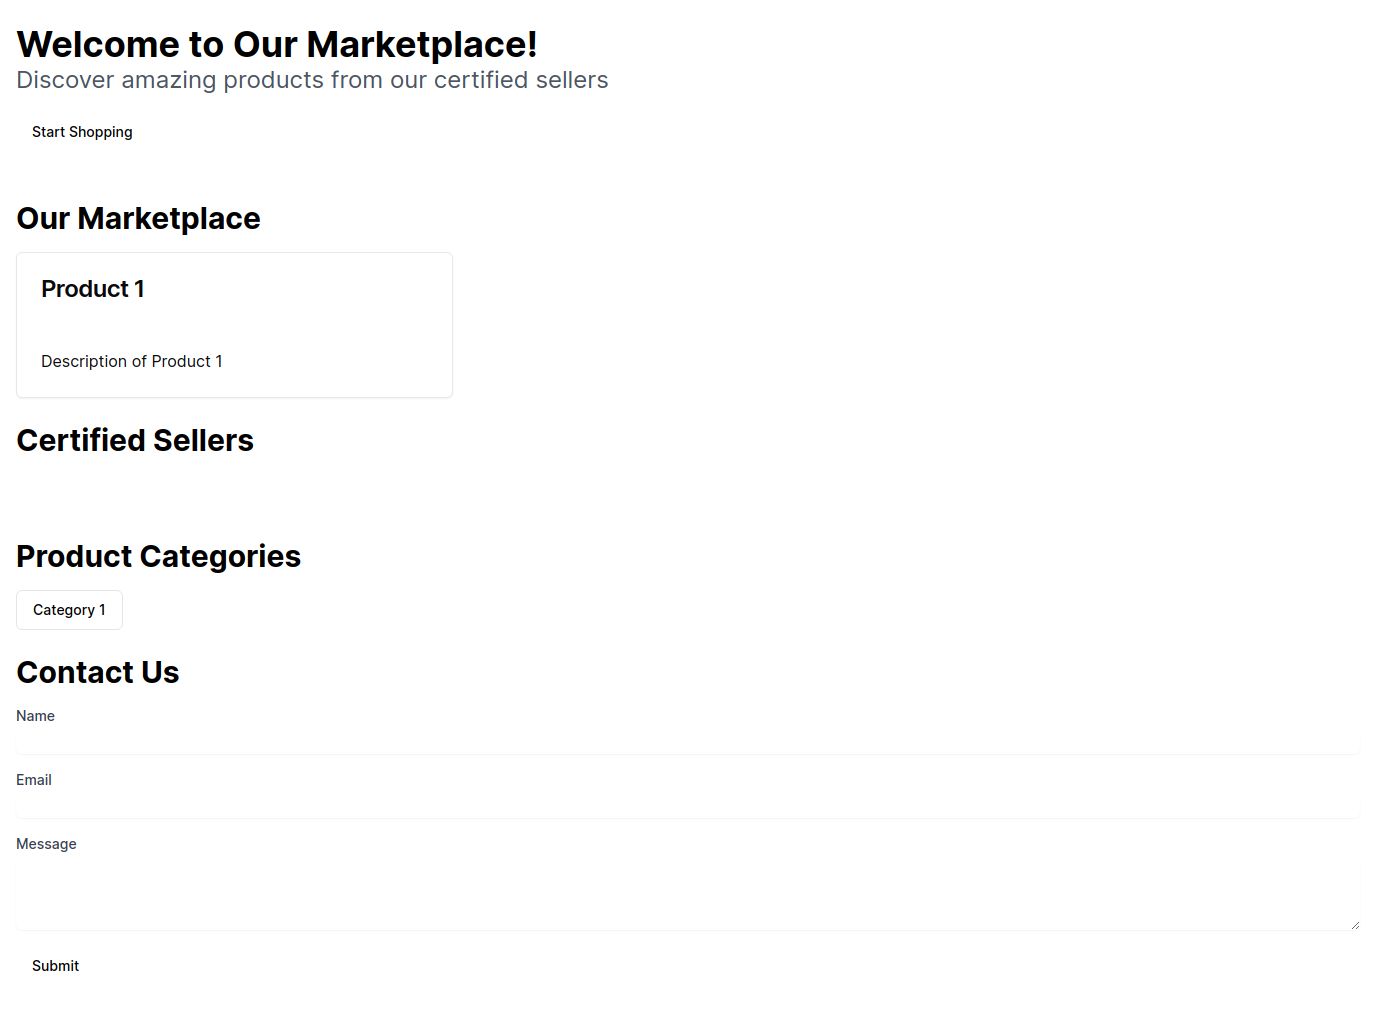 Welcome to Our Marketplace!
Discover amazing products from our certified sellers
Start Shopping
Our Marketplace
Product 1
Description of Product 1
Certified Sellers
Product Categories
Category 1
Contact Us
Name
Email
Message
Submit